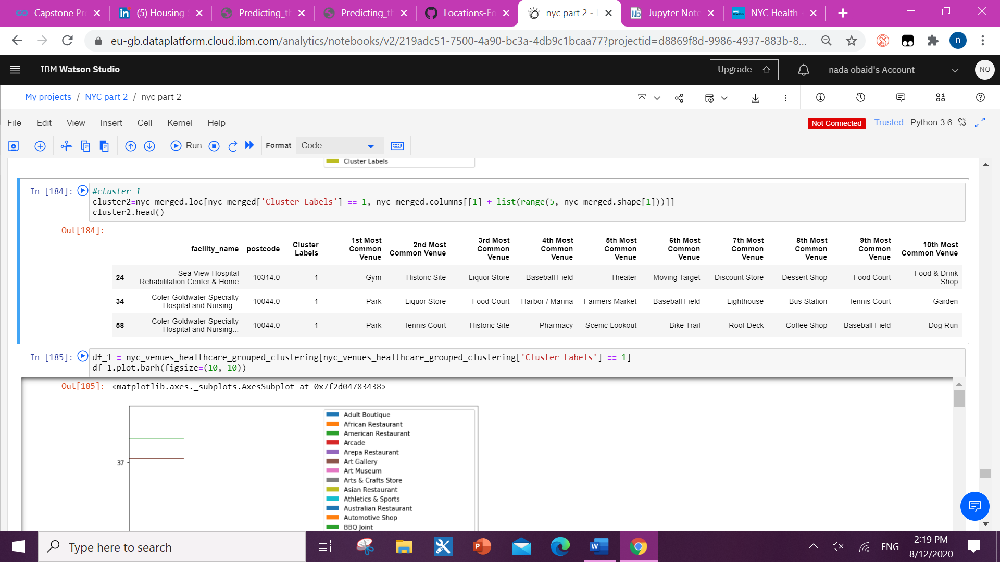 Capstone Pr
(5) Housing
Predicting_th
Predicting_th
Locations-Fo
nyc part 2 -
Jupyter Note
NYC Health
eu-gb.dataplatform.cloud.ibm.com/analytics/notebooks/v2/219adc51-7500-4a90-bc3a-4db9c1bcaa77?projectid=d8869f8d-9986-4937-883b-8...
n
IBM Watson Studio
Upgrade
nada obaid's Account
NO
My projects / NYC part 2 / nyc part 2
File Edit View Insert Cell Kernel Help
Not Connected Trusted | Python 3.6
Run Format Code
Cluster Labels
In [184]: #cluster 1
cluster2=nyc_merged.loc[nyc_merged['Cluster Labels'] == 1, nyc_merged.columns[[1] + list(range(5, nyc_merged.shape[1]))]]
cluster2.head()
Out[184]:
facility_name postcode Cluster Labels 1st Most Common Venue 2nd Most Common Venue 3rd Most Common Venue 4th Most Common Venue 5th Most Common Venue 6th Most Common Venue 7th Most Common Venue 8th Most Common Venue 9th Most Common Venue 10th Most Common Venue
24 Sea View Hospital Rehabilitation Center & Home 10314.0 1 Gym Historic Site Liquor Store Baseball Field Theater Moving Target Discount Store Dessert Shop Food Court Food & Drink Shop
34 Coler-Goldwater Specialty Hospital and Nursing... 10044.0 1 Park Liquor Store Food Court Harbor / Marina Farmers Market Baseball Field Lighthouse Bus Station Tennis Court Garden
58 Coler-Goldwater Specialty Hospital and Nursing... 10044.0 1 Park Tennis Court Historic Site Pharmacy Scenic Lookout Bike Trail Roof Deck Coffee Shop Baseball Field Dog Run
In [185]: df_1 = nyc_venues_healthcare_grouped_clustering[nyc_venues_healthcare_grouped_clustering['Cluster Labels'] == 1]
df_1.plot.barh(figsize=(10, 10))
Out[185]: <matplotlib.axes._subplots.AxesSubplot at 0x7f2d04783438>
37
Adult Boutique
African Restaurant
American Restaurant
Arcade
Arepa Restaurant
Art Gallery
Art Museum
Arts & Crafts Store
Asian Restaurant
Athletics & Sports
Australian Restaurant
Automotive Shop
BBQ Joint
Type here to search
ENG
2:19 PM
8/12/2020